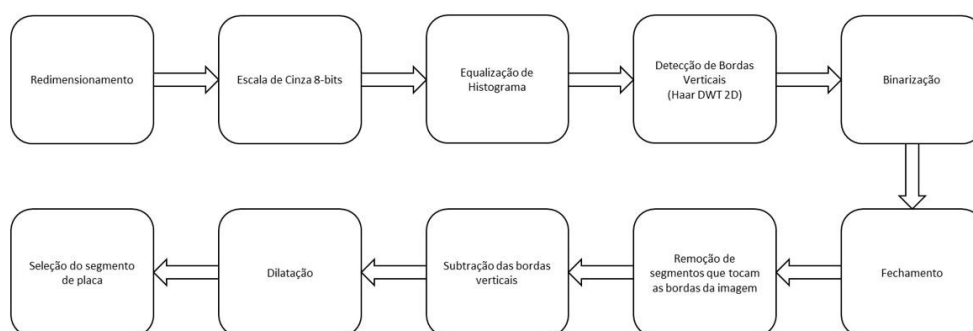 Redimensionamento
Escala de Cinza 8-bits
Equalização de
Histograma
Detecção de Bordas
Verticais
(Haar DWT 2D)
Binarização
Fechamento
Remoção de
segmentos que tocam
as bordas da imagem
Subtração das bordas
verticais
Dilatação
Seleção do segmento
de placa